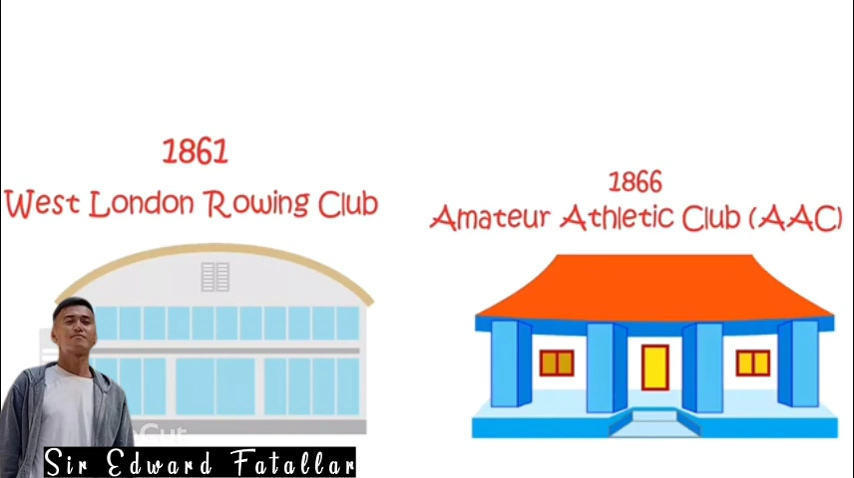 1861
West London Rowing Club
1866
Amateur Athletic Club (AAC)
Sir Edward Fatallar